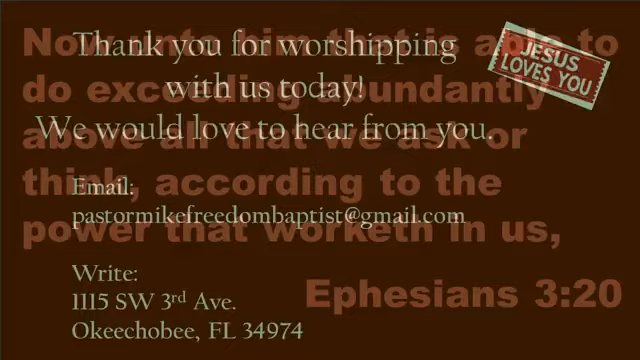 Thank you for worshipping
with us today!
We would love to hear from you.
Email:
pastormikefreedombaptist@gmail.com
Write:
1115 SW 3rd Ave.
Okeechobee, FL 34974
JESUS
LOVES YOU
Now unto him that is able to
do exceeding abundantly
above all that we ask or
think, according to the
power that worketh in us,
Ephesians 3:20